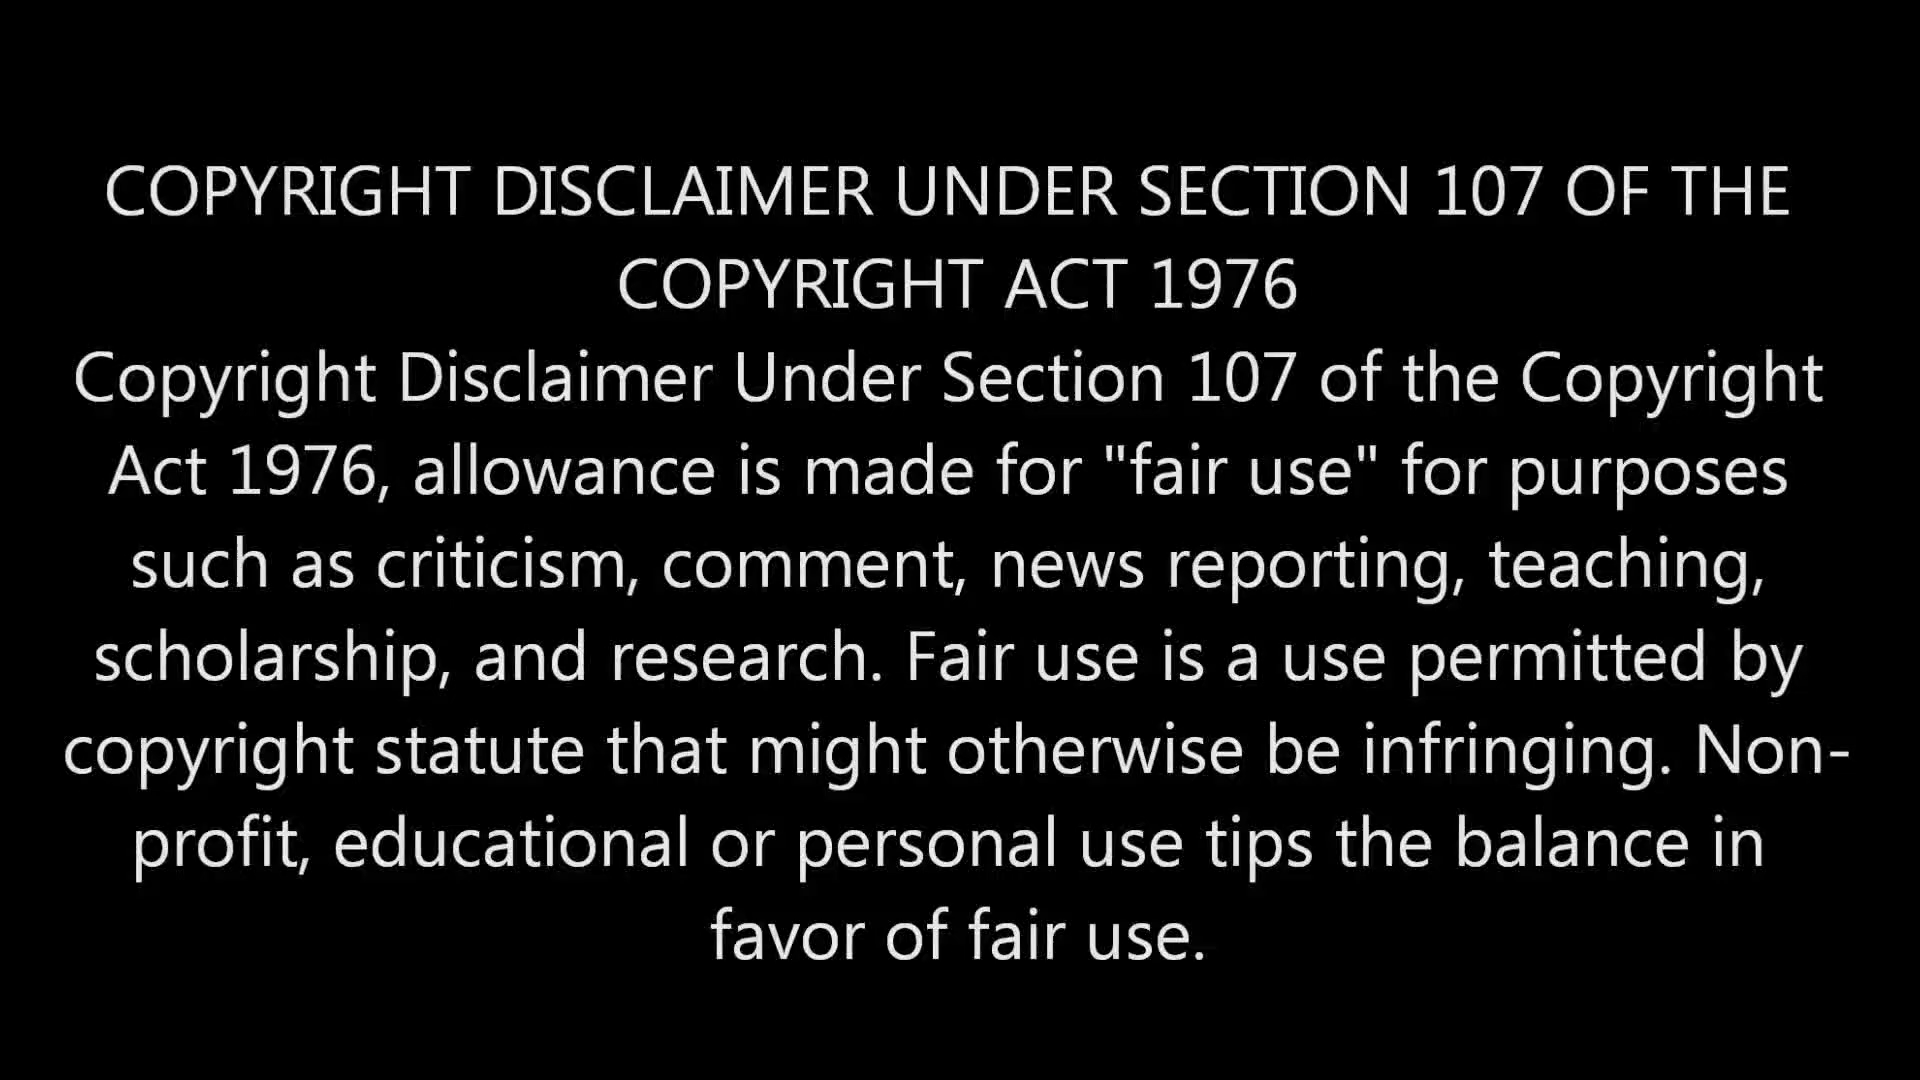 COPYRIGHT DISCLAIMER UNDER SECTION 107 OF THE
COPYRIGHT ACT 1976
Copyright Disclaimer Under Section 107 of the Copyright
Act 1976, allowance is made for "fair use" for purposes
such as criticism, comment, news reporting, teaching,
scholarship, and research. Fair use is a use permitted by
copyright statute that might otherwise be infringing. Non-
profit, educational or personal use tips the balance in
favor of fair use.